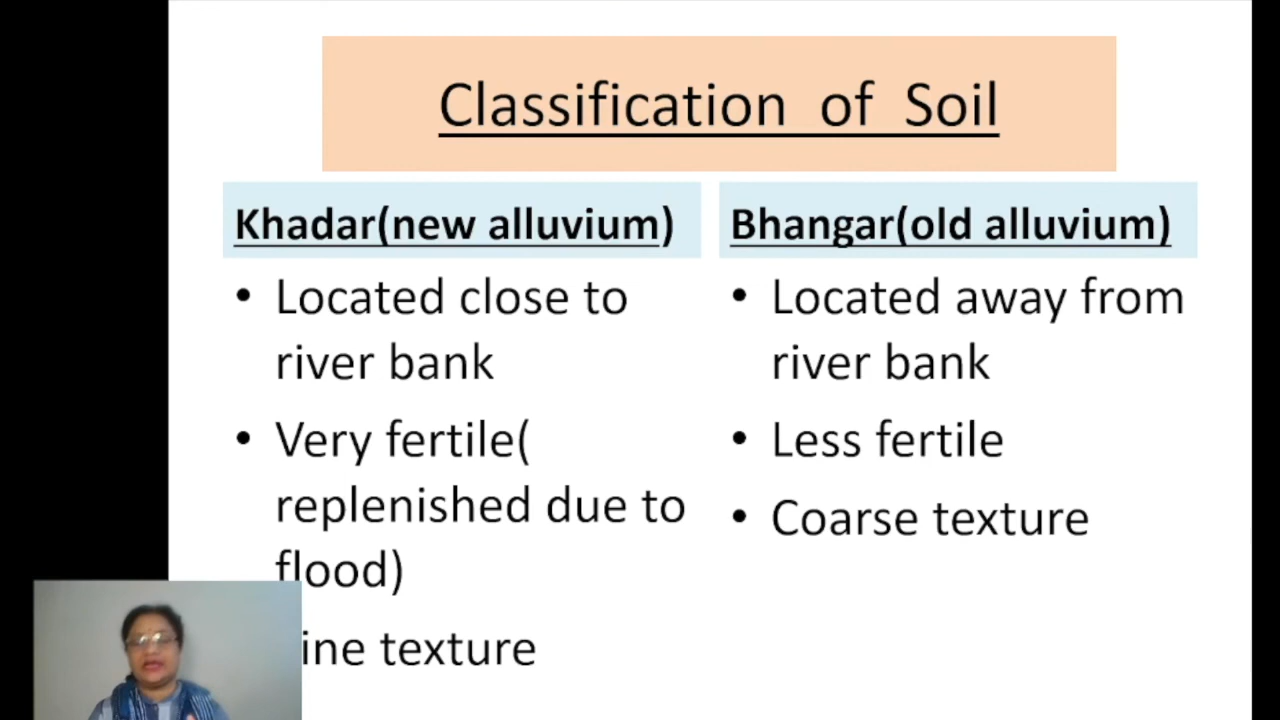 Classification of Soil
Khadar(new alluvium)
• Located close to
river bank
• Very fertile(
replenished due to
flood)
ine texture
Bhangar(old alluvium)
• Located away from
river bank
• Less fertile
• Coarse texture